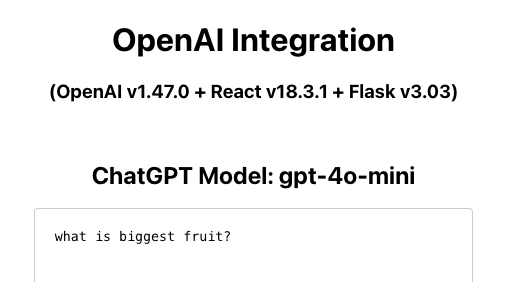 OpenAI Integration
(OpenAI v1.47.0 + React v18.3.1 + Flask v3.03)
ChatGPT Model: gpt-4o-mini
what is biggest fruit?